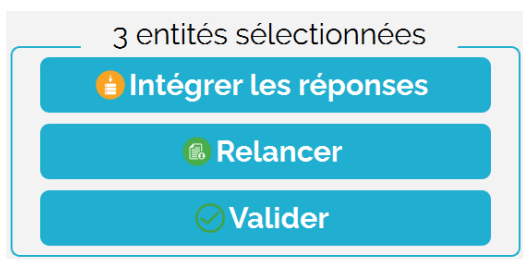 3 entités sélectionnées
Intégrer les réponses
Relancer
Valider